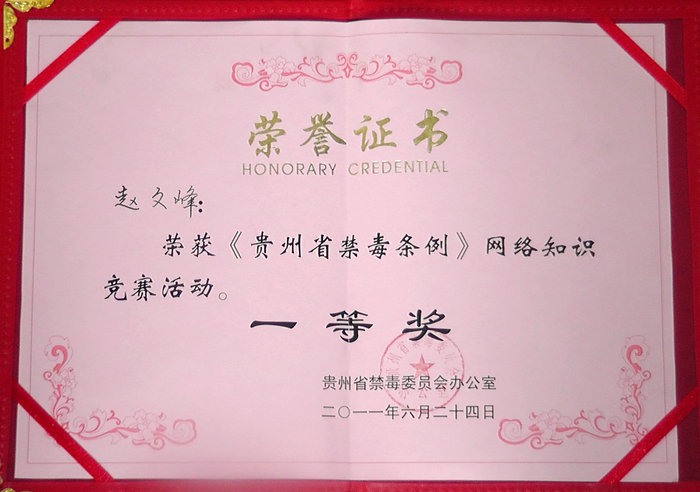 荣誉证书
HONORARY CREDENTIAL
赵文峰:
荣获《贵州省禁毒条例》网络知识
竞赛活动。
一等奖
贵州省禁毒委员会办公室
二〇一一年六月二十四日